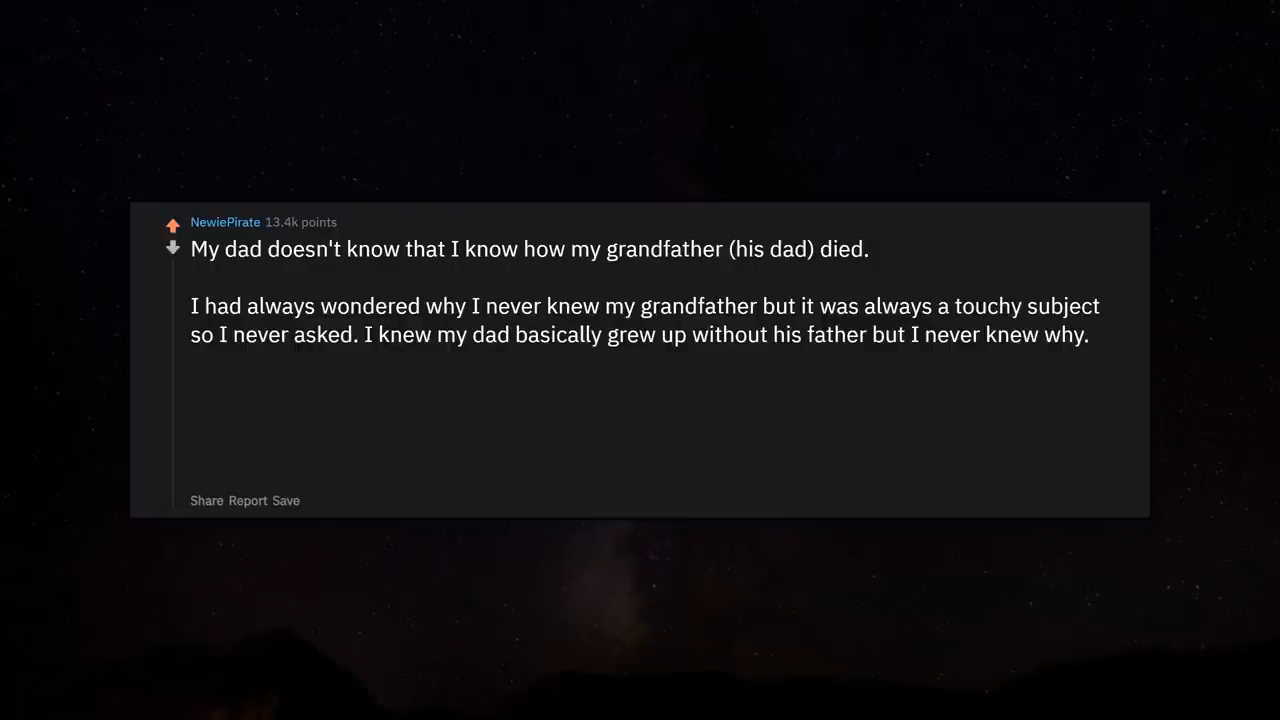 NewiePirate 13.4k points
My dad doesn't know that I know how my grandfather (his dad) died.
I had always wondered why I never knew my grandfather but it was always a touchy subject
so I never asked. I knew my dad basically grew up without his father but I never knew why.
Share Report Save